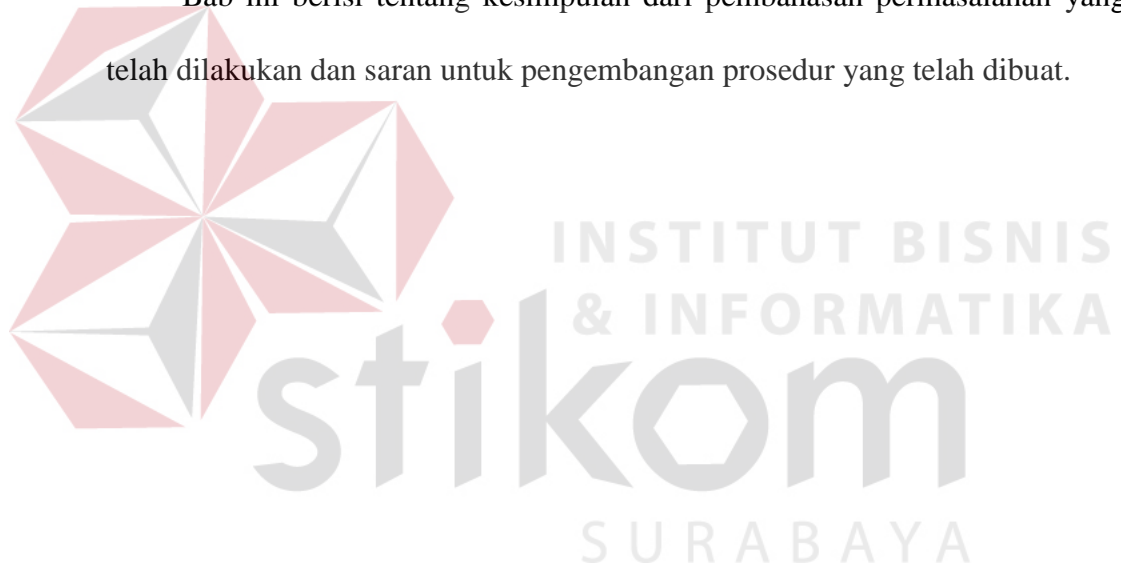 Bab ini berisi tentang kesimpulan dari pembahasan permasalahan yang
telah dilakukan dan saran untuk pengembangan prosedur yang telah dibuat.
INSTITUT BISNIS
& INFORMATIKA
stikom
SURABAYA